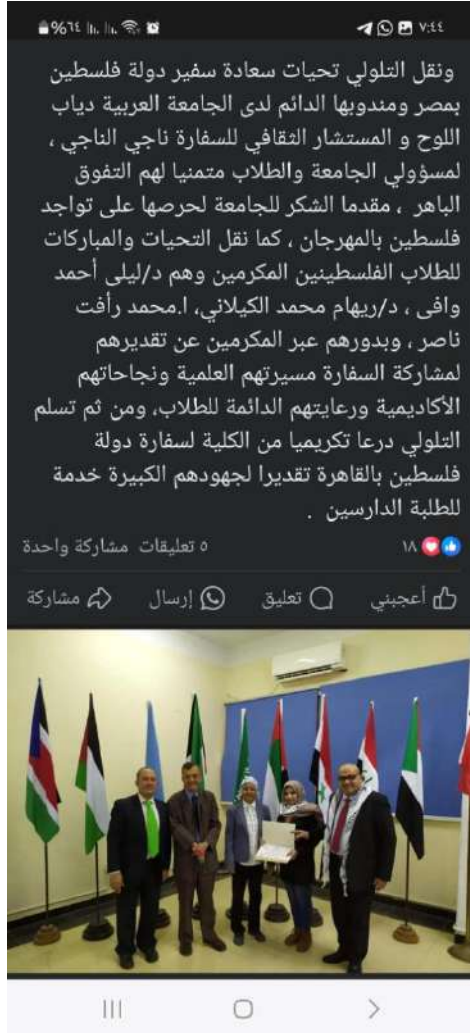 ٧:٤٤
%٦٤
ونقل التلولي تحيات سعادة سفير دولة فلسطين
بمصر ومندوبها الدائم لدى الجامعة العربية دياب
اللوح و المستشار الثقافي للسفارة ناجي الناجي ،
لمسؤولي الجامعة والطلاب متمنيا لهم التفوق
الباهر ، مقدما الشكر للجامعة لحرصها على تواجد
فلسطين بالمهرجان ، كما نقل التحيات والمباركات
للطلاب الفلسطينين المكرمين وهم د/ليلى أحمد
وافى ، د/ريهام محمد الكيلاني، ا.محمد رأفت
ناصر ، وبدورهم عبر المكرمين عن تقديرهم
لمشاركة السفارة مسيرتهم العلمية ونجاحاتهم
الأكاديمية ورعايتهم الدائمة للطلاب، ومن ثم تسلم
التلولي درعا تكريميا من الكلية لسفارة دولة
فلسطين بالقاهرة تقديرا لجهودهم الكبيرة خدمة
للطلبة الدارسين .
١٨
٥ تعليقات مشاركة واحدة
أعجبني تعليق إرسال مشاركة